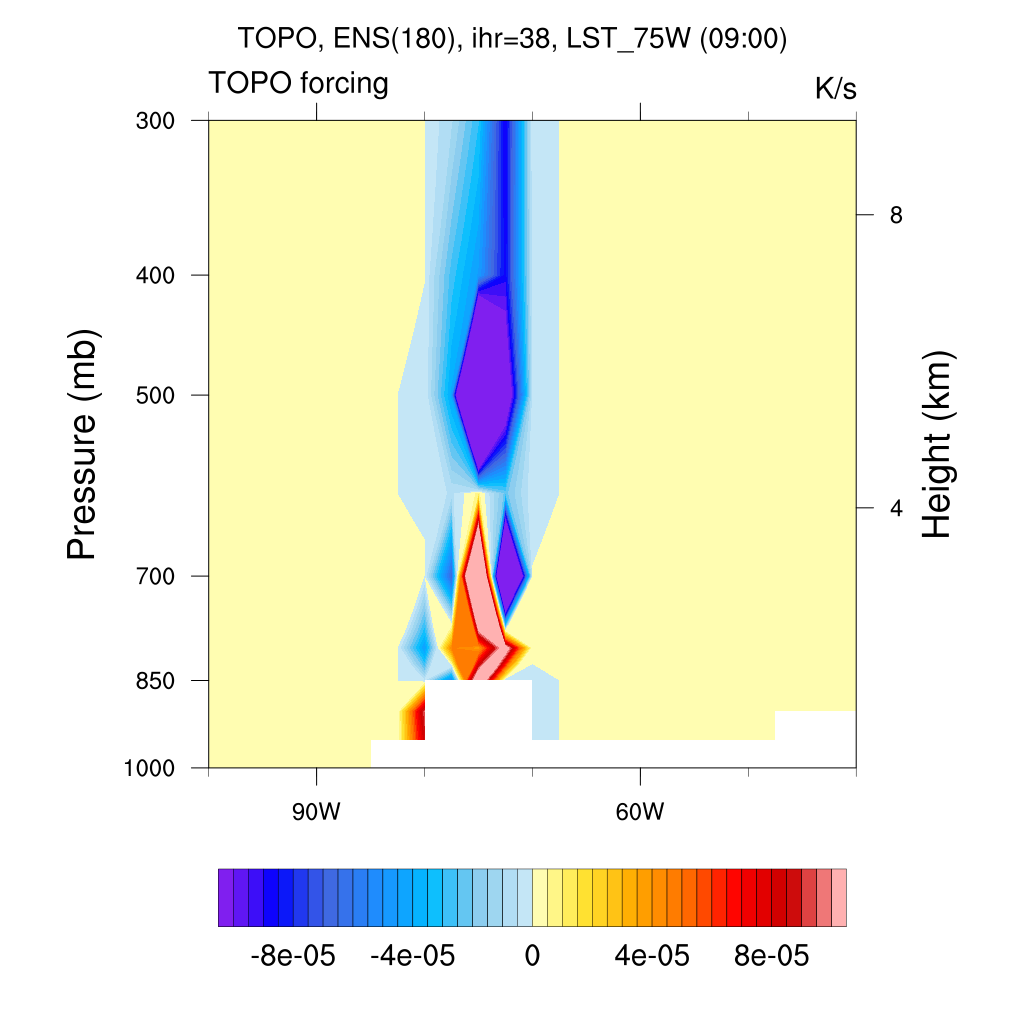 TOPO, ENS(180), ihr=38, LST_75W (09:00)
TOPO forcing
K/s
300
400
500
700
850
1000
Pressure (mb)
8
4
Height (km)
90W
60W
-8e-05
-4e-05
0
4e-05
8e-05